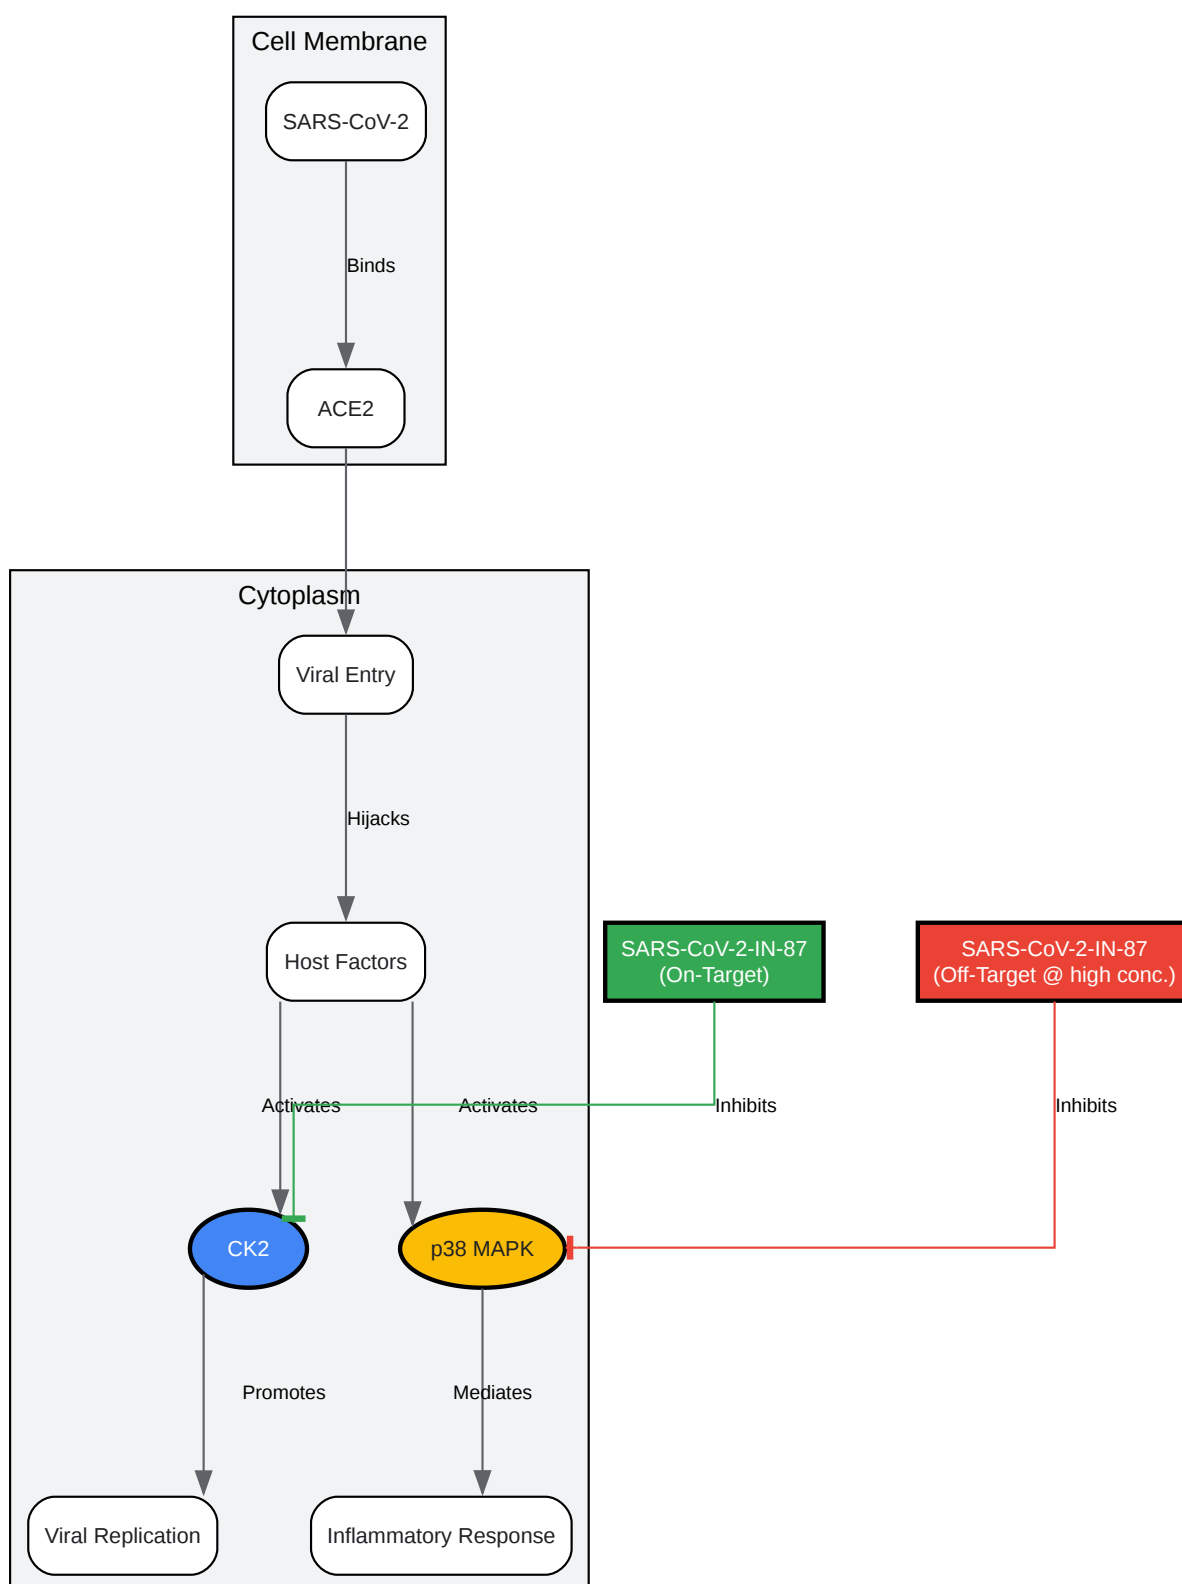 Cell Membrane
SARS-CoV-2
Binds
ACE2
Cytoplasm
Viral Entry
Hijacks
Host Factors
SARS-CoV-2-IN-87
(On-Target)
SARS-CoV-2-IN-87
(Off-Target @ high conc.)
Activates
Activates
Inhibits
Inhibits
CK2
p38 MAPK
Promotes
Mediates
Viral Replication
Inflammatory Response